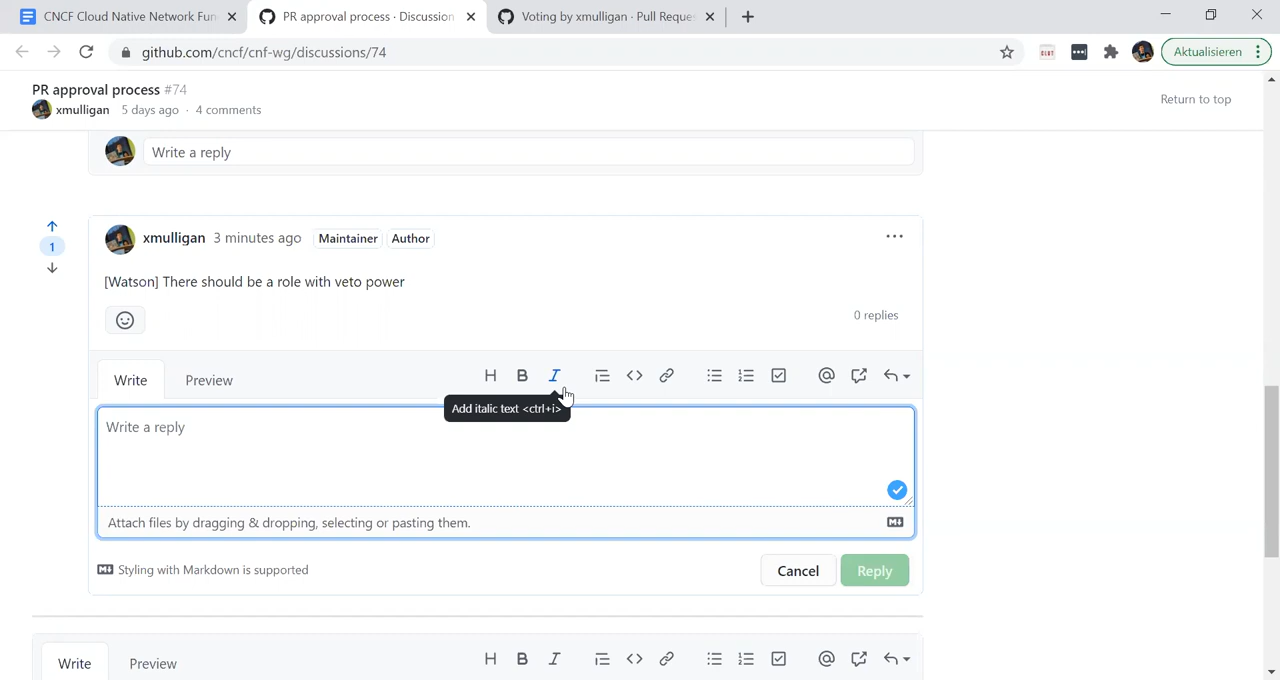 CNCF Cloud Native Network Fun
PR approval process · Discussion
Voting by xmulligan · Pull Reque
github.com/cncf/cnf-wg/discussions/74
Aktualisieren
PR approval process #74
xmulligan 5 days ago · 4 comments
Return to top
Write a reply
1
xmulligan 3 minutes ago Maintainer Author
[Watson] There should be a role with veto power
0 replies
Write Preview
Add italic text <ctrl+i>
Write a reply
Attach files by dragging & dropping, selecting or pasting them.
Styling with Markdown is supported
Cancel Reply
Write Preview